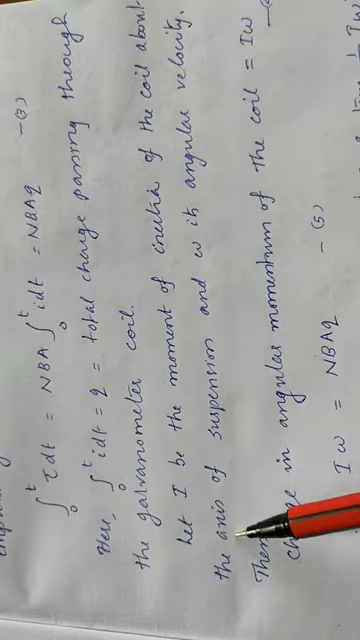 ∫₀ᵗ τdt = NBA ∫₀ᵗ idt = NBAq —(3)
Here, ∫₀ᵗ idt = q = total charge passing through
the galvanometer coil.
Let I be the moment of inertia of the coil about
the axis of suspension and ω its angular velocity.
Then
change in angular momentum of the coil = Iω
Iω = NBAq —(5)